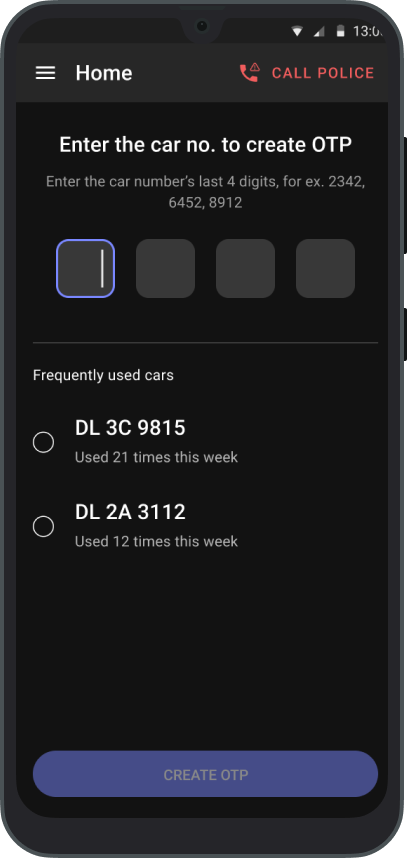 13:0
Home
CALL POLICE
Enter the car no. to create OTP
Enter the car number's last 4 digits, for ex. 2342,
6452, 8912
Frequently used cars
DL 3C 9815
Used 21 times this week
DL 2A 3112
Used 12 times this week
CREATE OTP